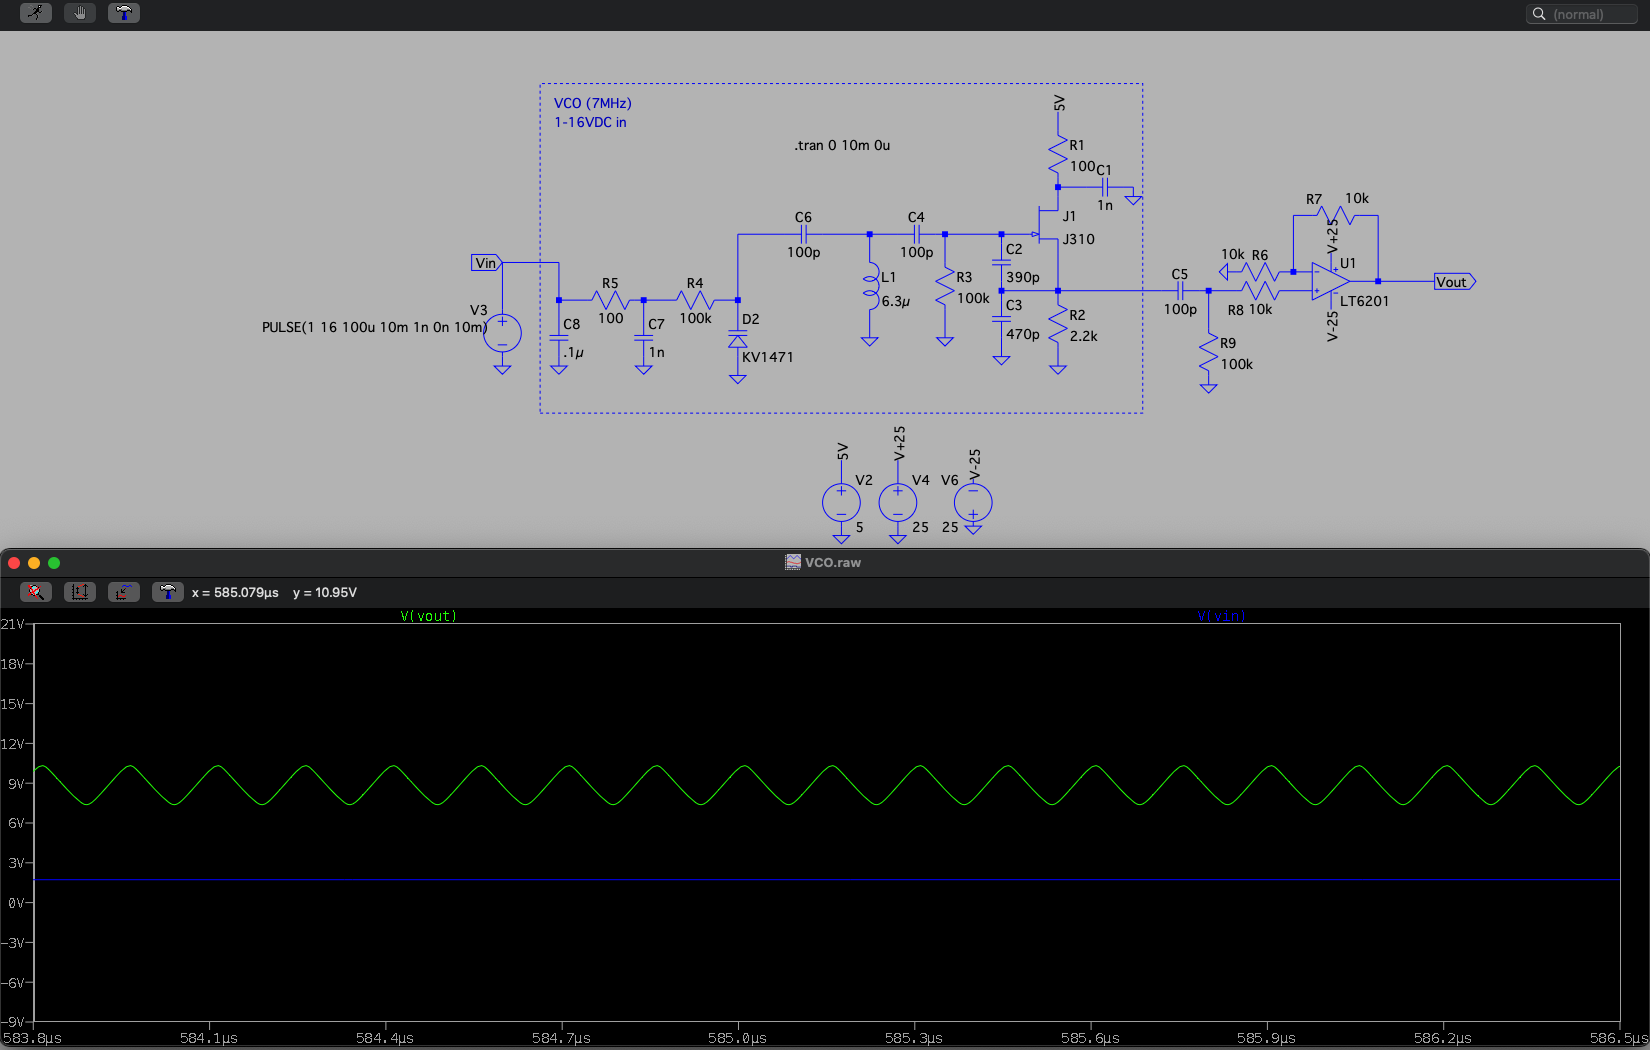 (normal)
VCO (7MHz)
1-16VDC in
.tran 0 10m 0u
5V
R1
100
C1
1n
J1
J310
C6
100p
C4
100p
C2
390p
L1
6.3µ
R3
100k
C3
470p
R2
2.2k
Vin
V3
PULSE(1 16 100u 10m 1n 0n 10m)
R5
100
R4
100k
C8
.1µ
C7
1n
D2
KV1471
C5
100p
R7
10k
V+25
10k
R6
U1
LT6201
R8
10k
V-25
R9
100k
Vout
5V
V2
5
V+25
V4
25
V-25
V6
25
VCO.raw
x = 585.079µs y = 10.95V
V(vout)
V(vin)
21V
18V
15V
12V
9V
6V
3V
0V
-3V
-6V
-9V
583.8µs
584.1µs
584.4µs
584.7µs
585.0µs
585.3µs
585.6µs
585.9µs
586.2µs
586.5µs